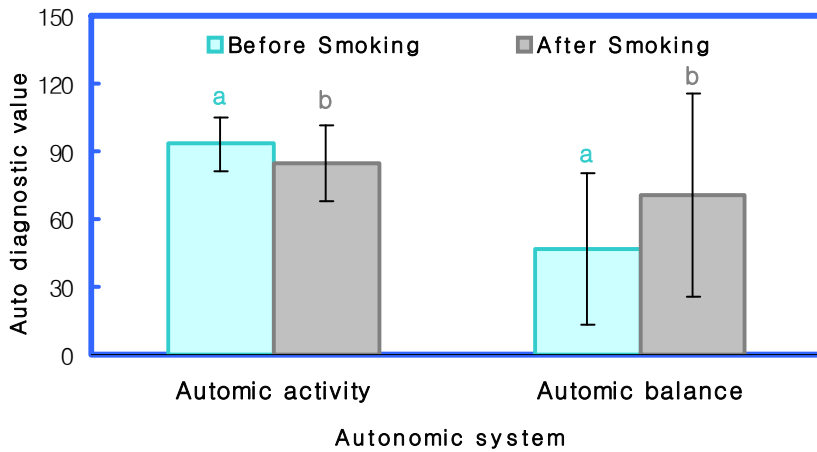 150
Before Smoking After Smoking
120
a b b
90
a
60
30
0
Auto diagnostic value
Automic activity Automic balance
Autonomic system